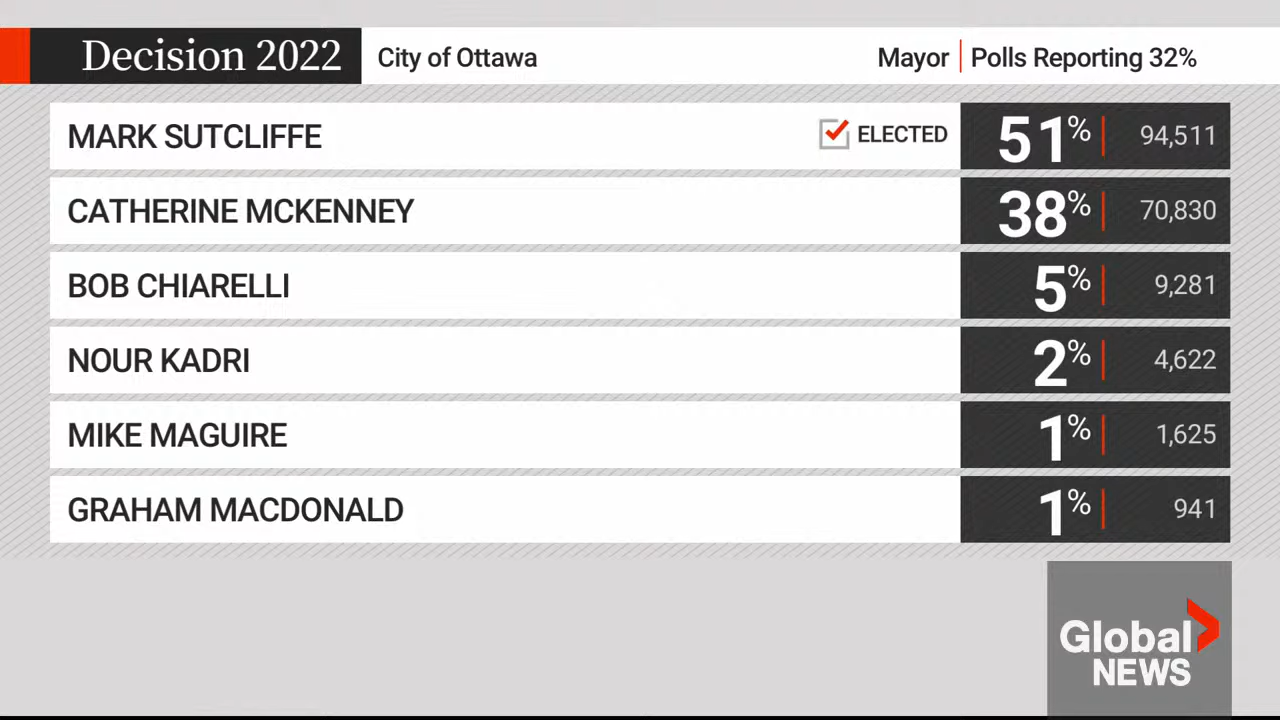 Decision 2022 City of Ottawa Mayor Polls Reporting 32%
MARK SUTCLIFFE ELECTED 51% 94,511
CATHERINE MCKENNEY 38% 70,830
BOB CHIARELLI 5% 9,281
NOUR KADRI 2% 4,622
MIKE MAGUIRE 1% 1,625
GRAHAM MACDONALD 1% 941
Global
NEWS